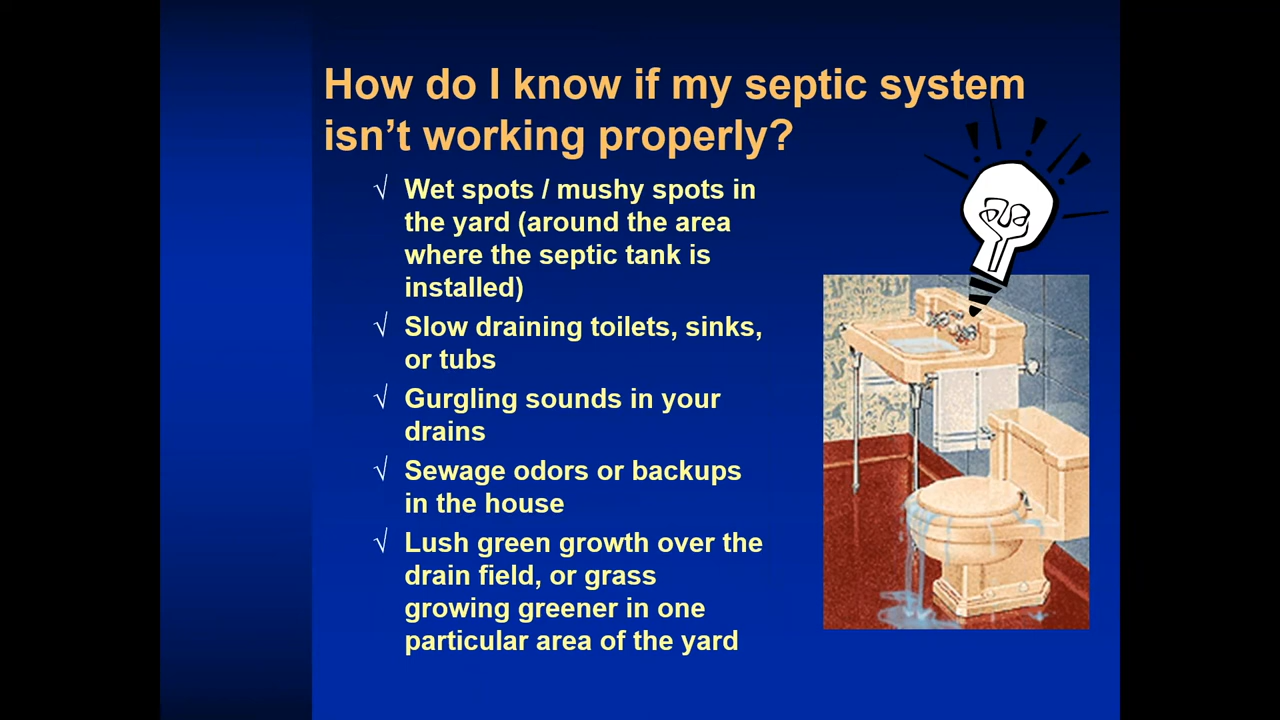 How do I know if my septic system
isn’t working properly?
√ Wet spots / mushy spots in
the yard (around the area
where the septic tank is
installed)
√ Slow draining toilets, sinks,
or tubs
√ Gurgling sounds in your
drains
√ Sewage odors or backups
in the house
√ Lush green growth over the
drain field, or grass
growing greener in one
particular area of the yard